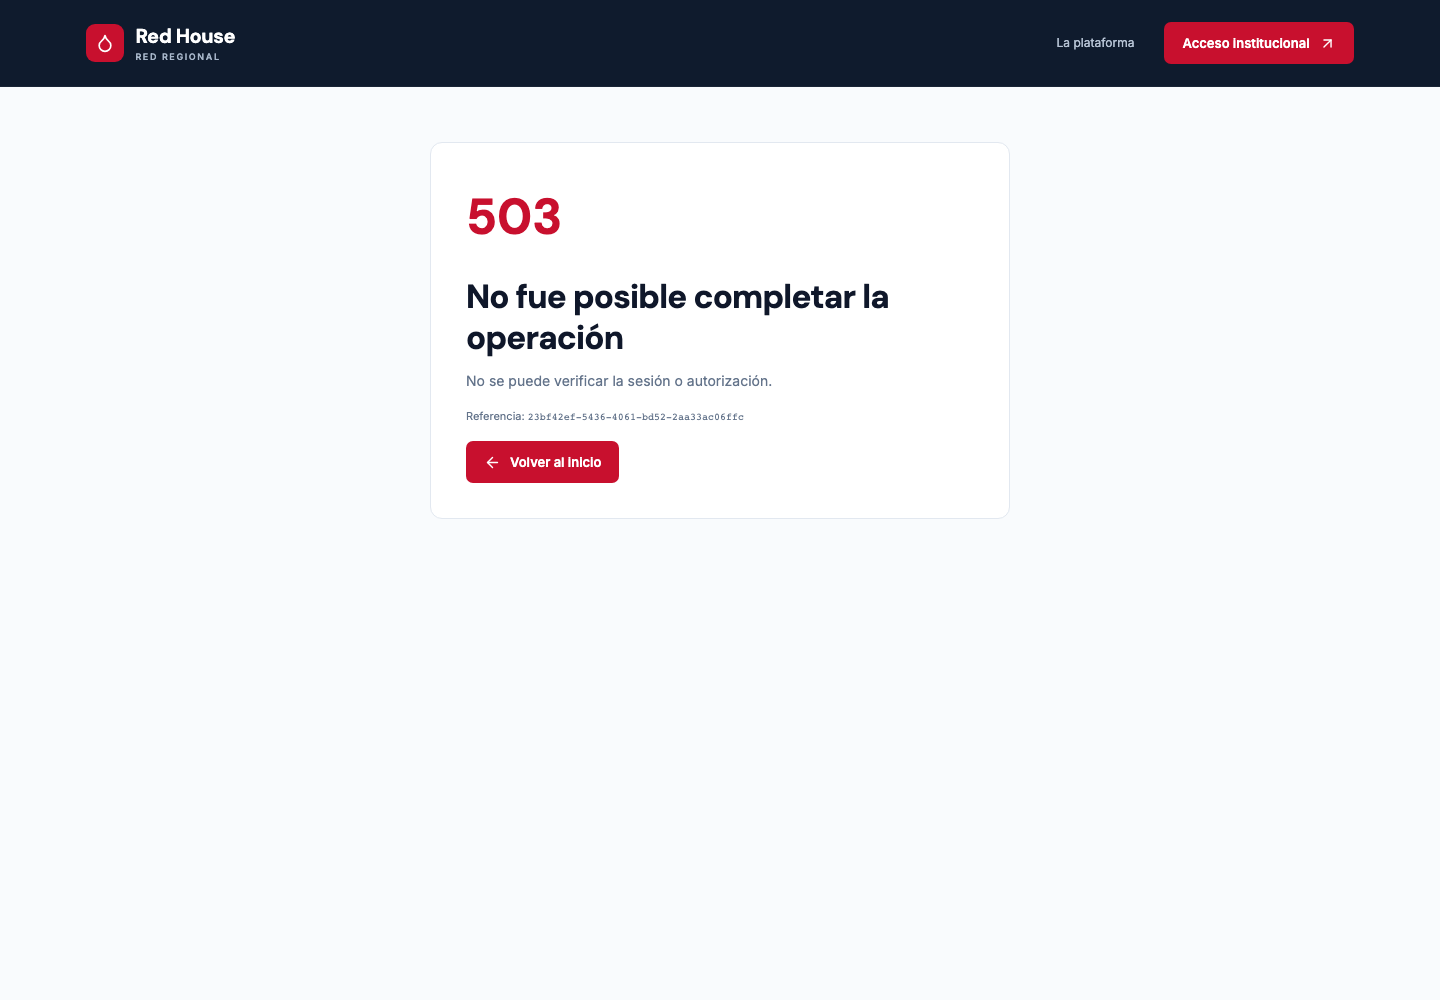 Red House
RED REGIONAL
La plataforma
Acceso institucional
503
No fue posible completar la
operación
No se puede verificar la sesión o autorización.
Referencia: 23bf42ef-5436-4061-bd52-2aa33ac06ffc
Volver al inicio